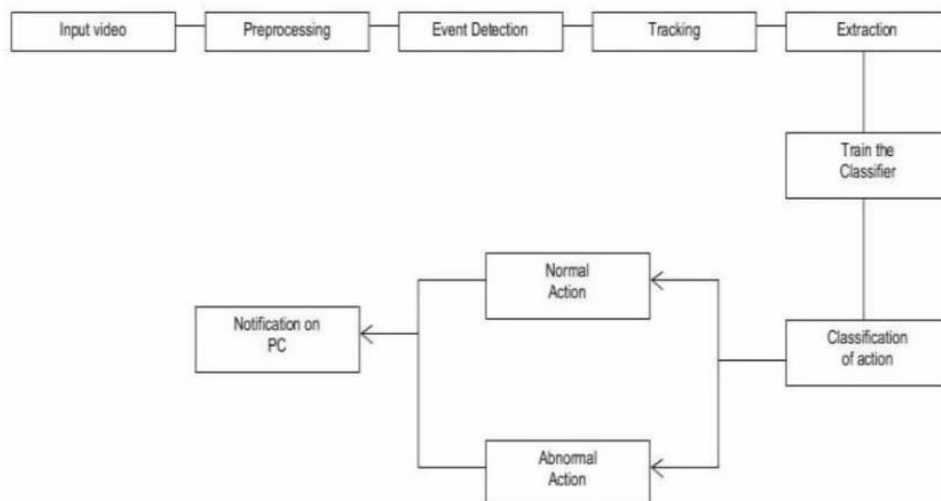 Input video
Preprocessing
Event Detection
Tracking
Extraction
Train the
Classifier
Classification
of action
Normal
Action
Abnormal
Action
Notification on
PC